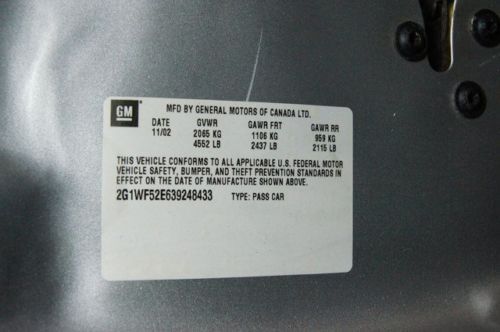 GM
MFD BY GENERAL MOTORS OF CANADA LTD.
DATE GVWR GAWR FRT GAWR RR
11/02 2065 KG 1106 KG 959 KG
4552 LB 2437 LB 2115 LB
THIS VEHICLE CONFORMS TO ALL APPLICABLE U.S. FEDERAL MOTOR
VEHICLE SAFETY, BUMPER, AND THEFT PREVENTION STANDARDS IN
EFFECT ON THE DATE OF MANUFACTURE SHOWN ABOVE.
2G1WF52E639248433 TYPE: PASS CAR